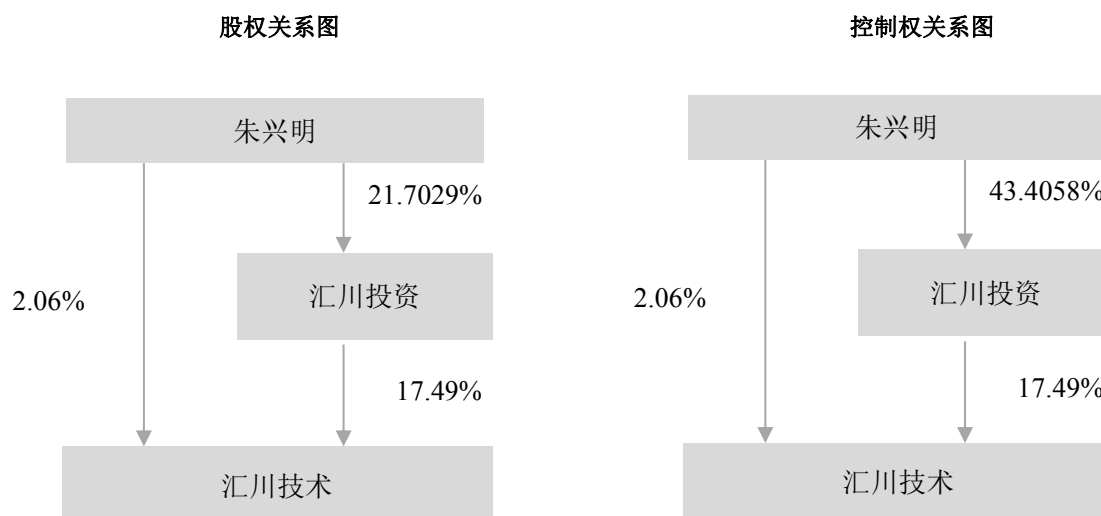 股权关系图
朱兴明
21.7029%
汇川投资
2.06%
17.49%
汇川技术
控制权关系图
朱兴明
43.4058%
汇川投资
2.06%
17.49%
汇川技术